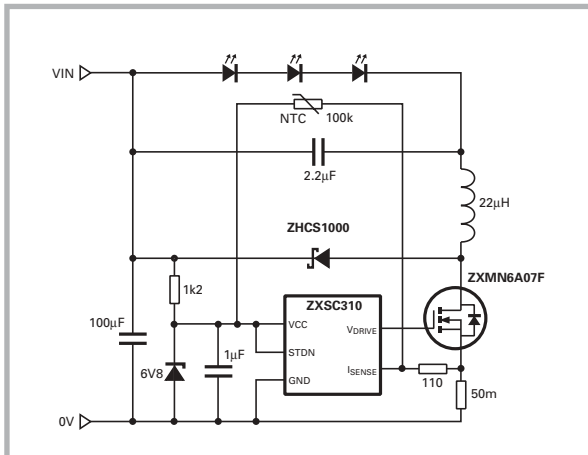 VIN
NTC
100k
2.2μF
22μH
ZHCS1000
ZXMN6A07F
1k2
ZXSC310
100μF
VCC
VDRIVE
1μF
STDN
6V8
GND
ISENSE
110
50m
0V